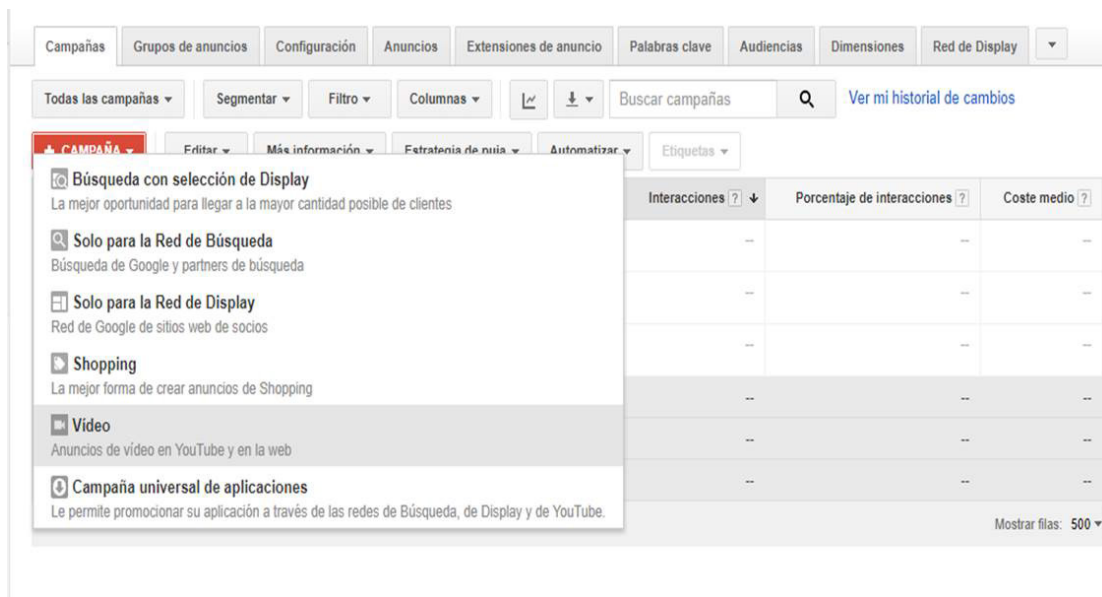 Campañas Grupos de anuncios Configuración Anuncios Extensiones de anuncio Palabras clave Audiencias Dimensiones Red de Display
Todas las campañas Segmentar Filtro Columnas Buscar campañas Ver mi historial de cambios
+ CAMPAÑA Editar Más información Estrategia de puja Automatizar Etiquetas
Interacciones ? Porcentaje de interacciones ? Coste medio ?
Búsqueda con selección de Display
La mejor oportunidad para llegar a la mayor cantidad posible de clientes
Solo para la Red de Búsqueda
Búsqueda de Google y partners de búsqueda
Solo para la Red de Display
Red de Google de sitios web de socios
Shopping
La mejor forma de crear anuncios de Shopping
Vídeo
Anuncios de vídeo en YouTube y en la web
Campaña universal de aplicaciones
Le permite promocionar su aplicación a través de las redes de Búsqueda, de Display y de YouTube.
-- -- --
-- -- --
-- -- --
-- -- --
-- -- --
-- -- --
Mostrar filas: 500